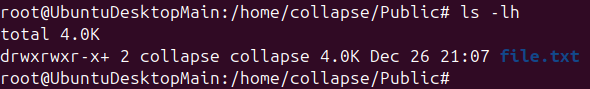 root@UbuntuDesktopMain:/home/collapse/Public# ls -lh
total 4.0K
drwxrwxr-x+ 2 collapse collapse 4.0K Dec 26 21:07 file.txt
root@UbuntuDesktopMain:/home/collapse/Public#